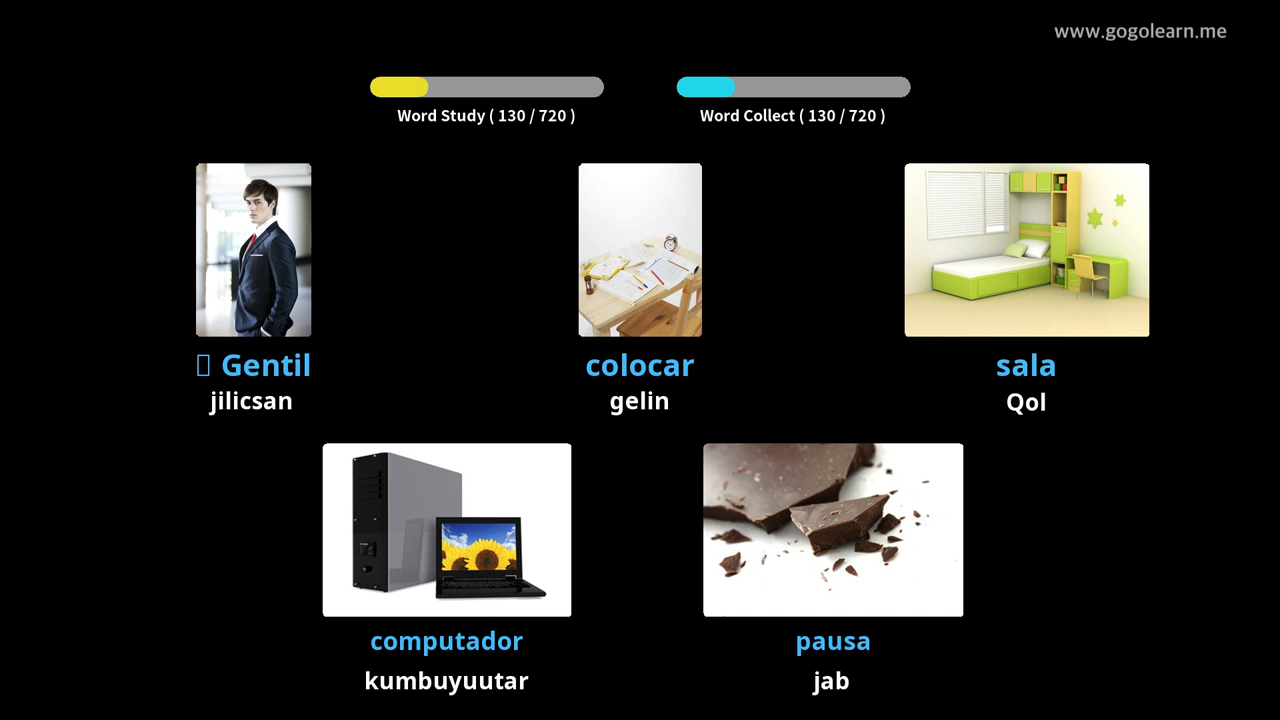 www.gogolearn.me
Word Study ( 130 / 720 )
Word Collect ( 130 / 720 )
Gentil
jilicsan
colocar
gelin
sala
Qol
computador
kumbuyuutar
pausa
jab